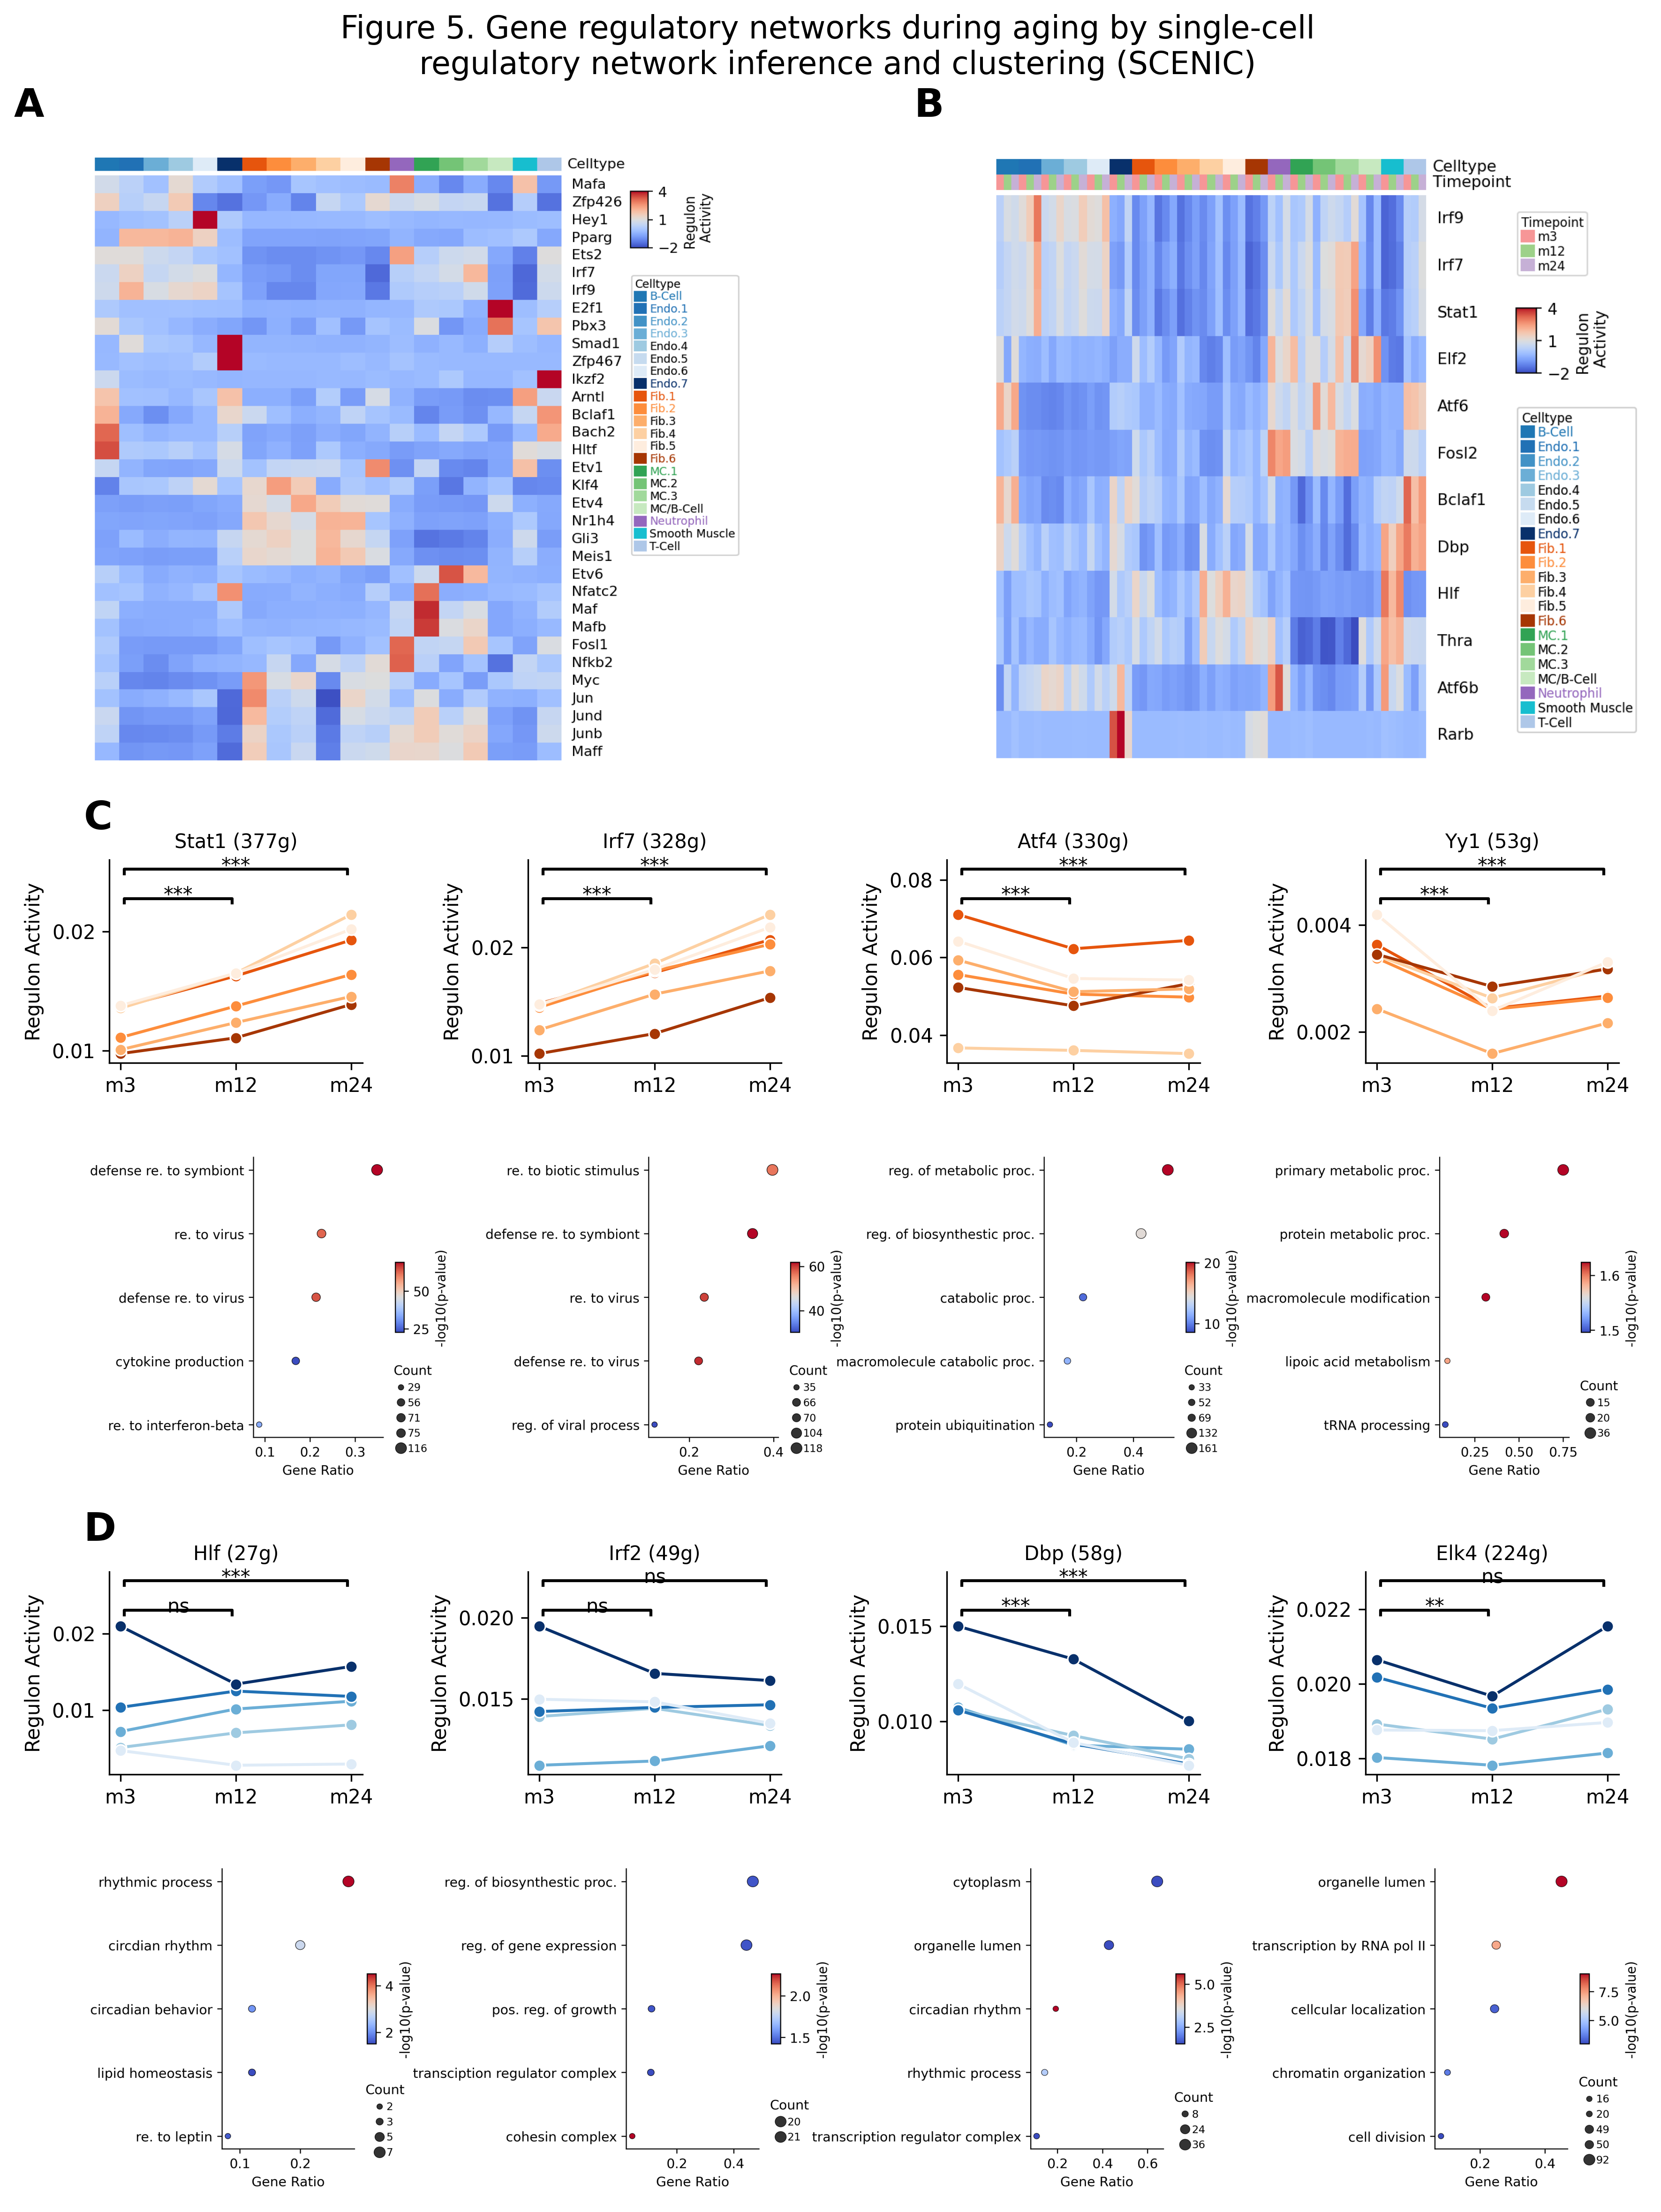 Figure 5. Gene regulatory networks during aging by single-cell
regulatory network inference and clustering (SCENIC)
A
Celltype
Mafa
Zfp426
Hey1
Pparg
Ets2
Irf7
Irf9
E2f1
Pbx3
Smad1
Zfp467
Ikzf2
Arntl
Bclaf1
Bach2
Hltf
Etv1
Klf4
Etv4
Nr1h4
Gli3
Meis1
Etv6
Nfatc2
Maf
Mafb
Fosl1
Nfkb2
Myc
Jun
Jund
Junb
Maff
4
1
−2
Regulon
Activity
Celltype
B-Cell
Endo.1
Endo.2
Endo.3
Endo.4
Endo.5
Endo.6
Endo.7
Fib.1
Fib.2
Fib.3
Fib.4
Fib.5
Fib.6
MC.1
MC.2
MC.3
MC/B-Cell
Neutrophil
Smooth Muscle
T-Cell
B
Celltype
Timepoint
Irf9
Irf7
Stat1
Elf2
Atf6
Fosl2
Bclaf1
Dbp
Hlf
Thra
Atf6b
Rarb
Timepoint
m3
m12
m24
4
1
−2
Regulon
Activity
Celltype
B-Cell
Endo.1
Endo.2
Endo.3
Endo.4
Endo.5
Endo.6
Endo.7
Fib.1
Fib.2
Fib.3
Fib.4
Fib.5
Fib.6
MC.1
MC.2
MC.3
MC/B-Cell
Neutrophil
Smooth Muscle
T-Cell
C
Stat1 (377g)
***
***
Regulon Activity
0.02
0.01
m3 m12 m24
Irf7 (328g)
***
***
Regulon Activity
0.02
0.01
m3 m12 m24
Atf4 (330g)
***
***
Regulon Activity
0.08
0.06
0.04
m3 m12 m24
Yy1 (53g)
***
***
Regulon Activity
0.004
0.002
m3 m12 m24
defense re. to symbiont
re. to virus
defense re. to virus
cytokine production
re. to interferon-beta
0.1 0.2 0.3
Gene Ratio
50
25
-log10(p-value)
Count
29
56
71
75
116
re. to biotic stimulus
defense re. to symbiont
re. to virus
defense re. to virus
reg. of viral process
0.2 0.4
Gene Ratio
60
40
-log10(p-value)
Count
35
66
70
104
118
reg. of metabolic proc.
reg. of biosynthestic proc.
catabolic proc.
macromolecule catabolic proc.
protein ubiquitination
0.2 0.4
Gene Ratio
20
10
-log10(p-value)
Count
33
52
69
132
161
primary metabolic proc.
protein metabolic proc.
macromolecule modification
lipoic acid metabolism
tRNA processing
0.25 0.50 0.75
Gene Ratio
1.6
1.5
-log10(p-value)
Count
15
20
36
D
Hlf (27g)
***
ns
Regulon Activity
0.02
0.01
m3 m12 m24
Irf2 (49g)
ns
ns
Regulon Activity
0.020
0.015
m3 m12 m24
Dbp (58g)
***
***
Regulon Activity
0.015
0.010
m3 m12 m24
Elk4 (224g)
ns
**
Regulon Activity
0.022
0.020
0.018
m3 m12 m24
rhythmic process
circdian rhythm
circadian behavior
lipid homeostasis
re. to leptin
0.1 0.2
Gene Ratio
4
2
-log10(p-value)
Count
2
3
5
7
reg. of biosynthestic proc.
reg. of gene expression
pos. reg. of growth
transciption regulator complex
cohesin complex
0.2 0.4
Gene Ratio
2.0
1.5
-log10(p-value)
Count
20
21
cytoplasm
organelle lumen
circadian rhythm
rhythmic process
transcription regulator complex
0.2 0.4 0.6
Gene Ratio
5.0
2.5
-log10(p-value)
Count
8
24
36
organelle lumen
transcription by RNA pol II
cellcular localization
chromatin organization
cell division
0.2 0.4
Gene Ratio
7.5
5.0
-log10(p-value)
Count
16
20
49
50
92